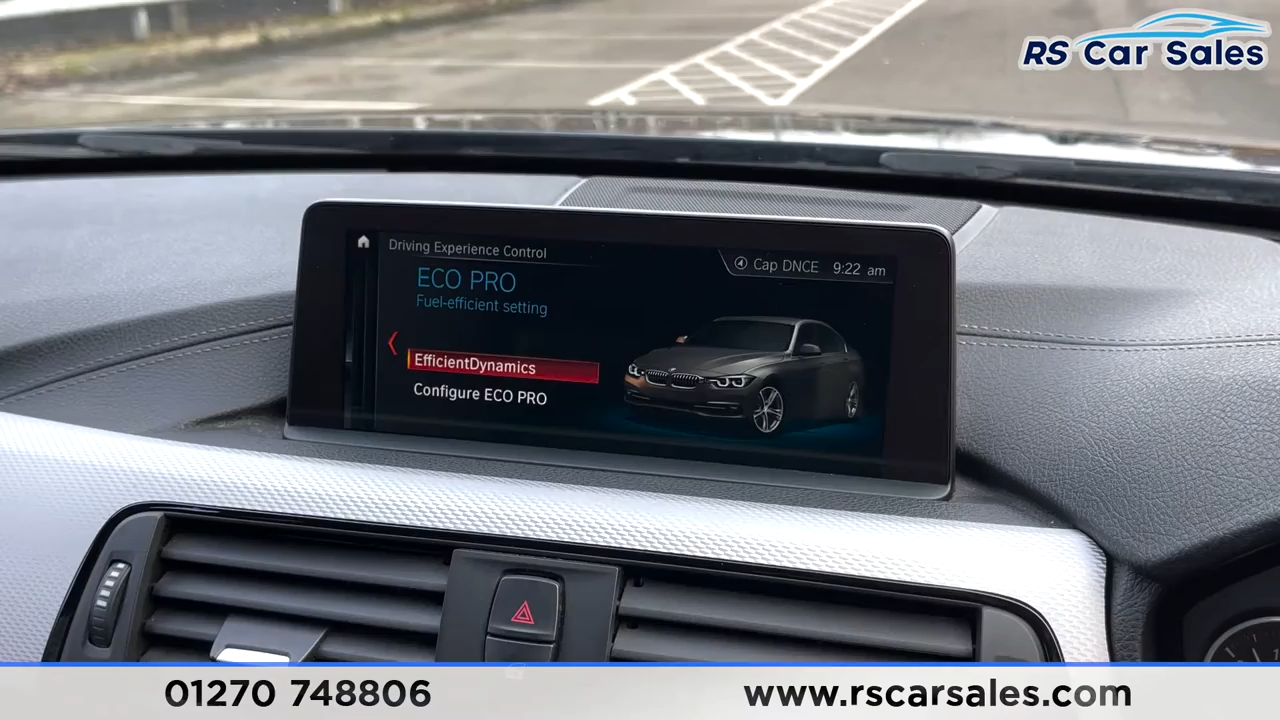 RS Car Sales
Driving Experience Control
Cap DNCE 9:22 am
ECO PRO
Fuel-efficient setting
EfficientDynamics
Configure ECO PRO
01270 748806
www.rscarsales.com